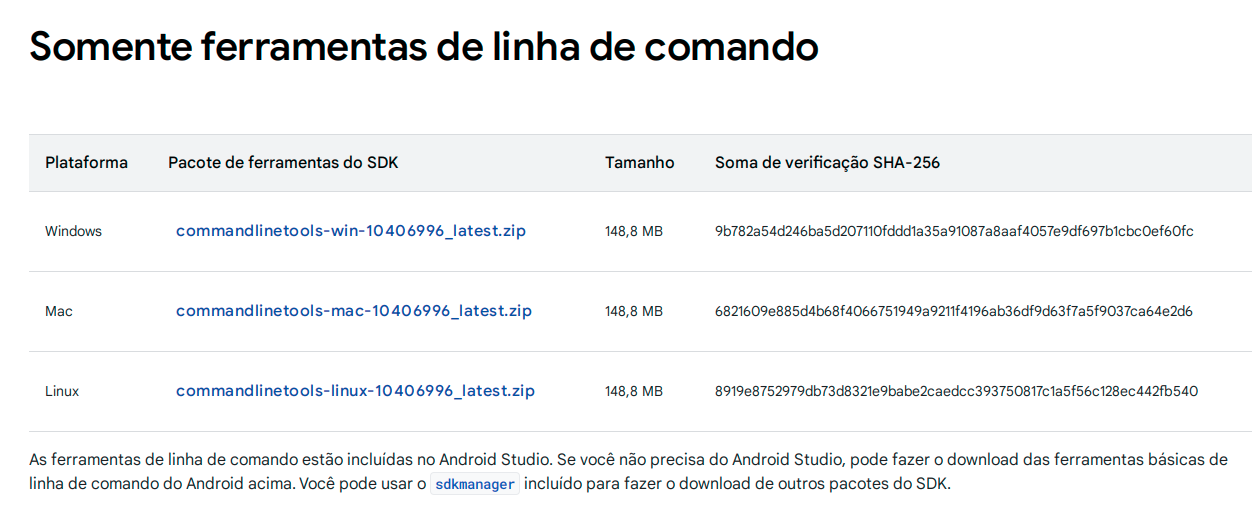 Somente ferramentas de linha de comando
Plataforma Pacote de ferramentas do SDK Tamanho Soma de verificação SHA-256
Windows commandlinetools-win-10406996_latest.zip 148,8 MB 9b782a54d246ba5d207110fddd1a35a91087a8aaf4057e9df697b1cbc0ef60fc
Mac commandlinetools-mac-10406996_latest.zip 148,8 MB 6821609e885d4b68f4066751949a9211f4196ab36df9d63f7a5f9037ca64e2d6
Linux commandlinetools-linux-10406996_latest.zip 148,8 MB 8919e8752979db73d8321e9babe2caedcc393750817c1a5f56c128ec442fb540
As ferramentas de linha de comando estão incluídas no Android Studio. Se você não precisa do Android Studio, pode fazer o download das ferramentas básicas de
linha de comando do Android acima. Você pode usar o sdkmanager incluído para fazer o download de outros pacotes do SDK.